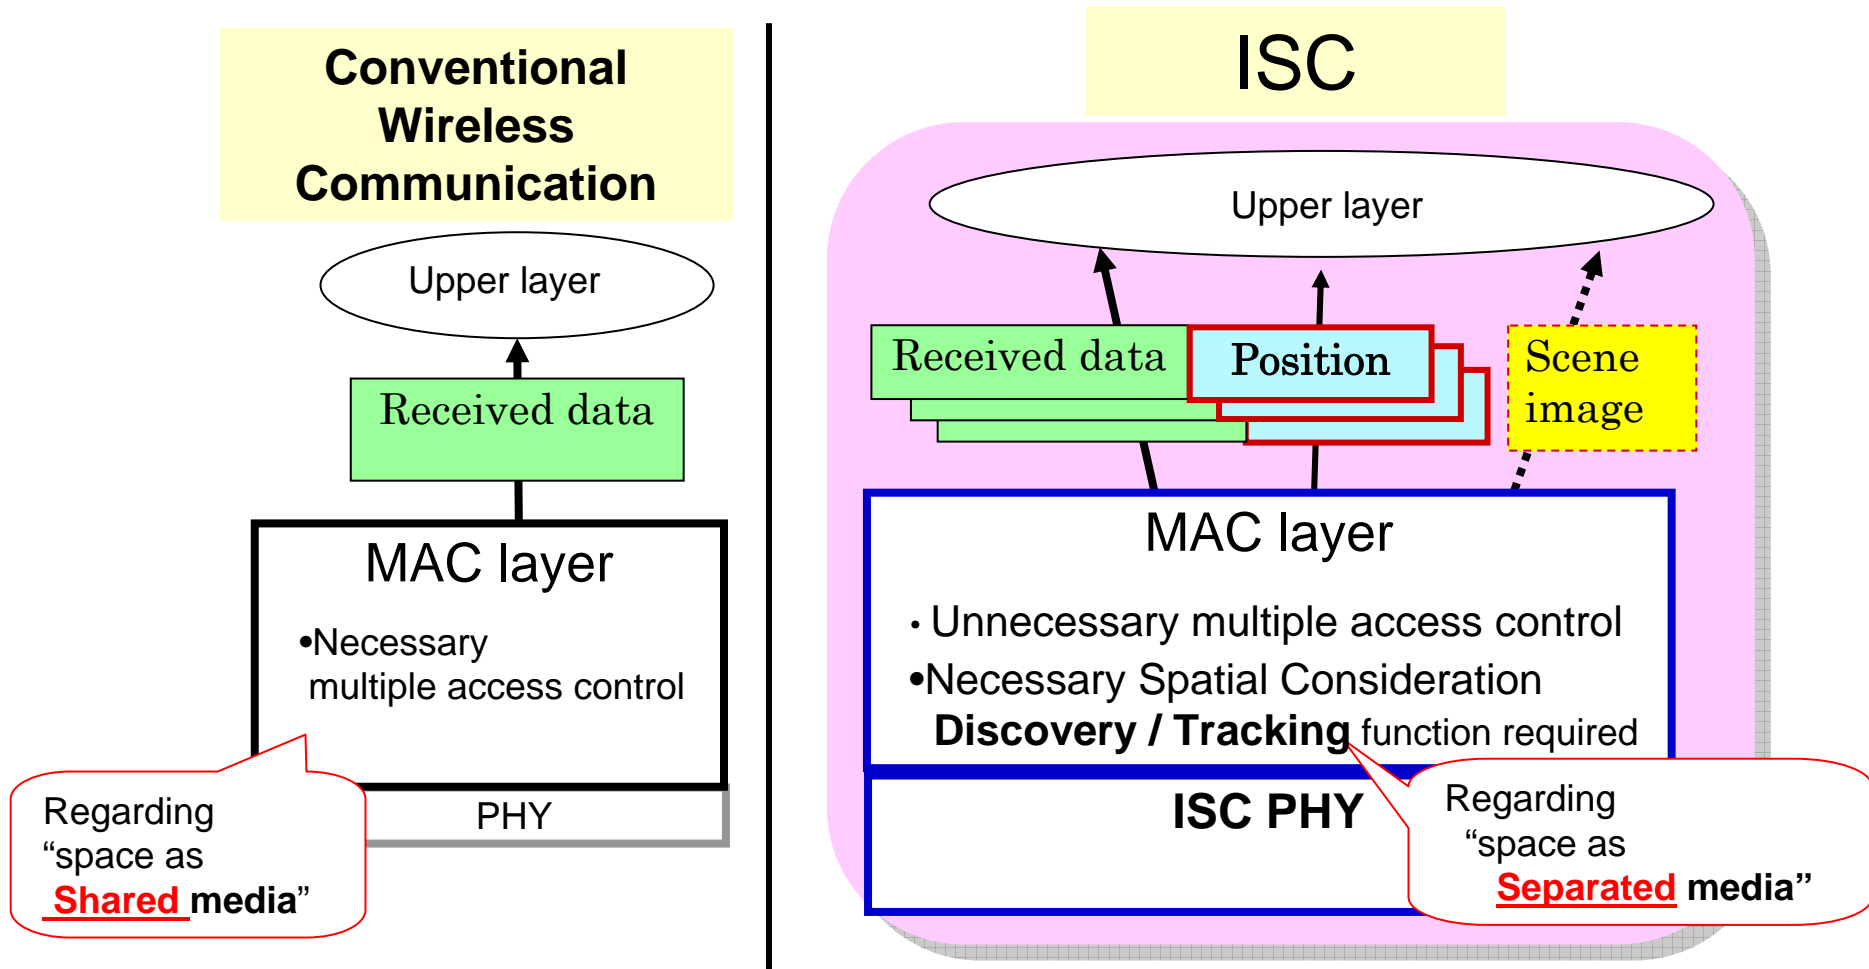 Conventional
Wireless
Communication
Upper layer
Received data
MAC layer
•Necessary
multiple access control
PHY
Regarding
“space as
Shared media”
ISC
Upper layer
Received data
Position
Scene
image
MAC layer
・Unnecessary multiple access control
•Necessary Spatial Consideration
Discovery / Tracking function required
ISC PHY
Regarding
“space as
Separated media”